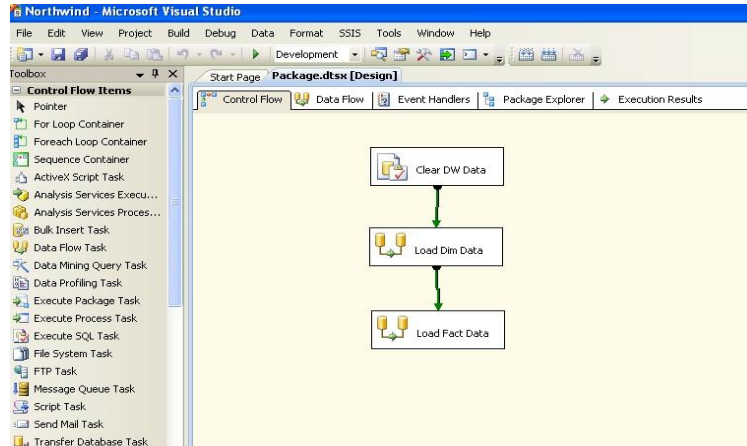 Northwind - Microsoft Visual Studio
File Edit View Project Build Debug Data Format SSIS Tools Window Help
Development
Toolbox
Start Page Package.dtsx [Design]
Control Flow Data Flow Event Handlers Package Explorer Execution Results
Control Flow Items
Pointer
For Loop Container
Foreach Loop Container
Sequence Container
ActiveX Script Task
Analysis Services Execu...
Analysis Services Proces...
Bulk Insert Task
Data Flow Task
Data Mining Query Task
Data Profiling Task
Execute Package Task
Execute Process Task
Execute SQL Task
File System Task
FTP Task
Message Queue Task
Script Task
Send Mail Task
Transfer Database Task
Clear DW Data
Load Dim Data
Load Fact Data